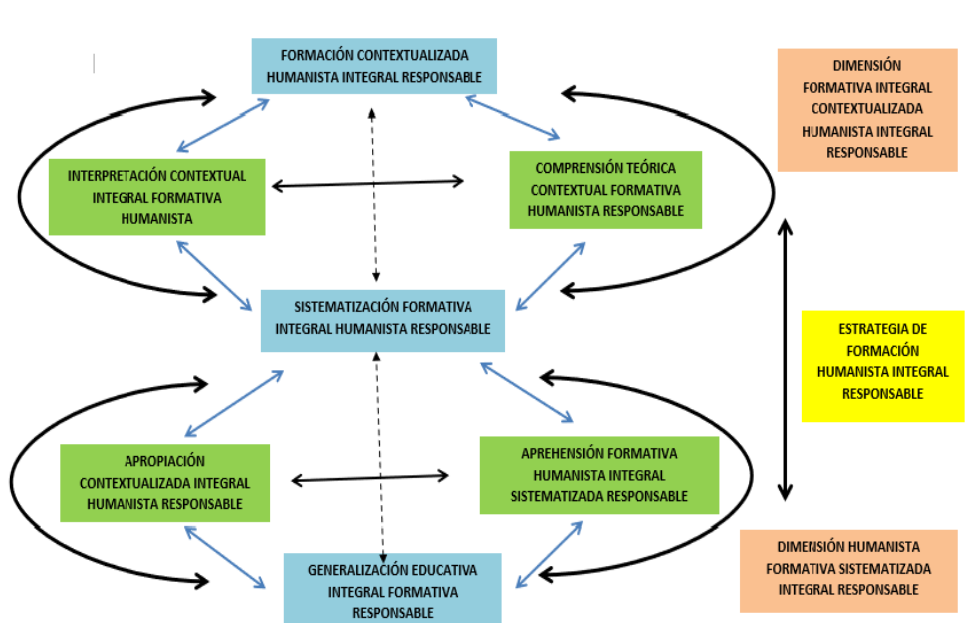 FORMACIÓN CONTEXTUALIZADA
HUMANISTA INTEGRAL RESPONSABLE
DIMENSIÓN
FORMATIVA INTEGRAL
CONTEXTUALIZADA
HUMANISTA INTEGRAL
RESPONSABLE
INTERPRETACIÓN CONTEXTUAL
INTEGRAL FORMATIVA
HUMANISTA
COMPRENSIÓN TEÓRICA
CONTEXTUAL FORMATIVA
HUMANISTA RESPONSABLE
SISTEMATIZACIÓN FORMATIVA
INTEGRAL HUMANISTA RESPONSABLE
ESTRATEGIA DE
FORMACIÓN
HUMANISTA INTEGRAL
RESPONSABLE
APROPIACIÓN
CONTEXTUALIZADA INTEGRAL
HUMANISTA RESPONSABLE
APREHENSIÓN FORMATIVA
HUMANISTA INTEGRAL
SISTEMATIZADA RESPONSABLE
GENERALIZACIÓN EDUCATIVA
INTEGRAL FORMATIVA
RESPONSABLE
DIMENSIÓN HUMANISTA
FORMATIVA SISTEMATIZADA
INTEGRAL RESPONSABLE